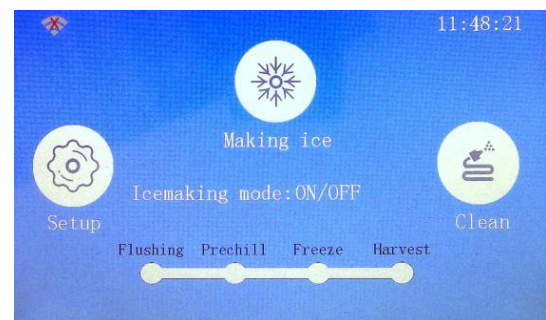 11:48:21
Making ice
Icemaking mode:ON/OFF
Setup
Clean
Flushing Prechill Freeze Harvest